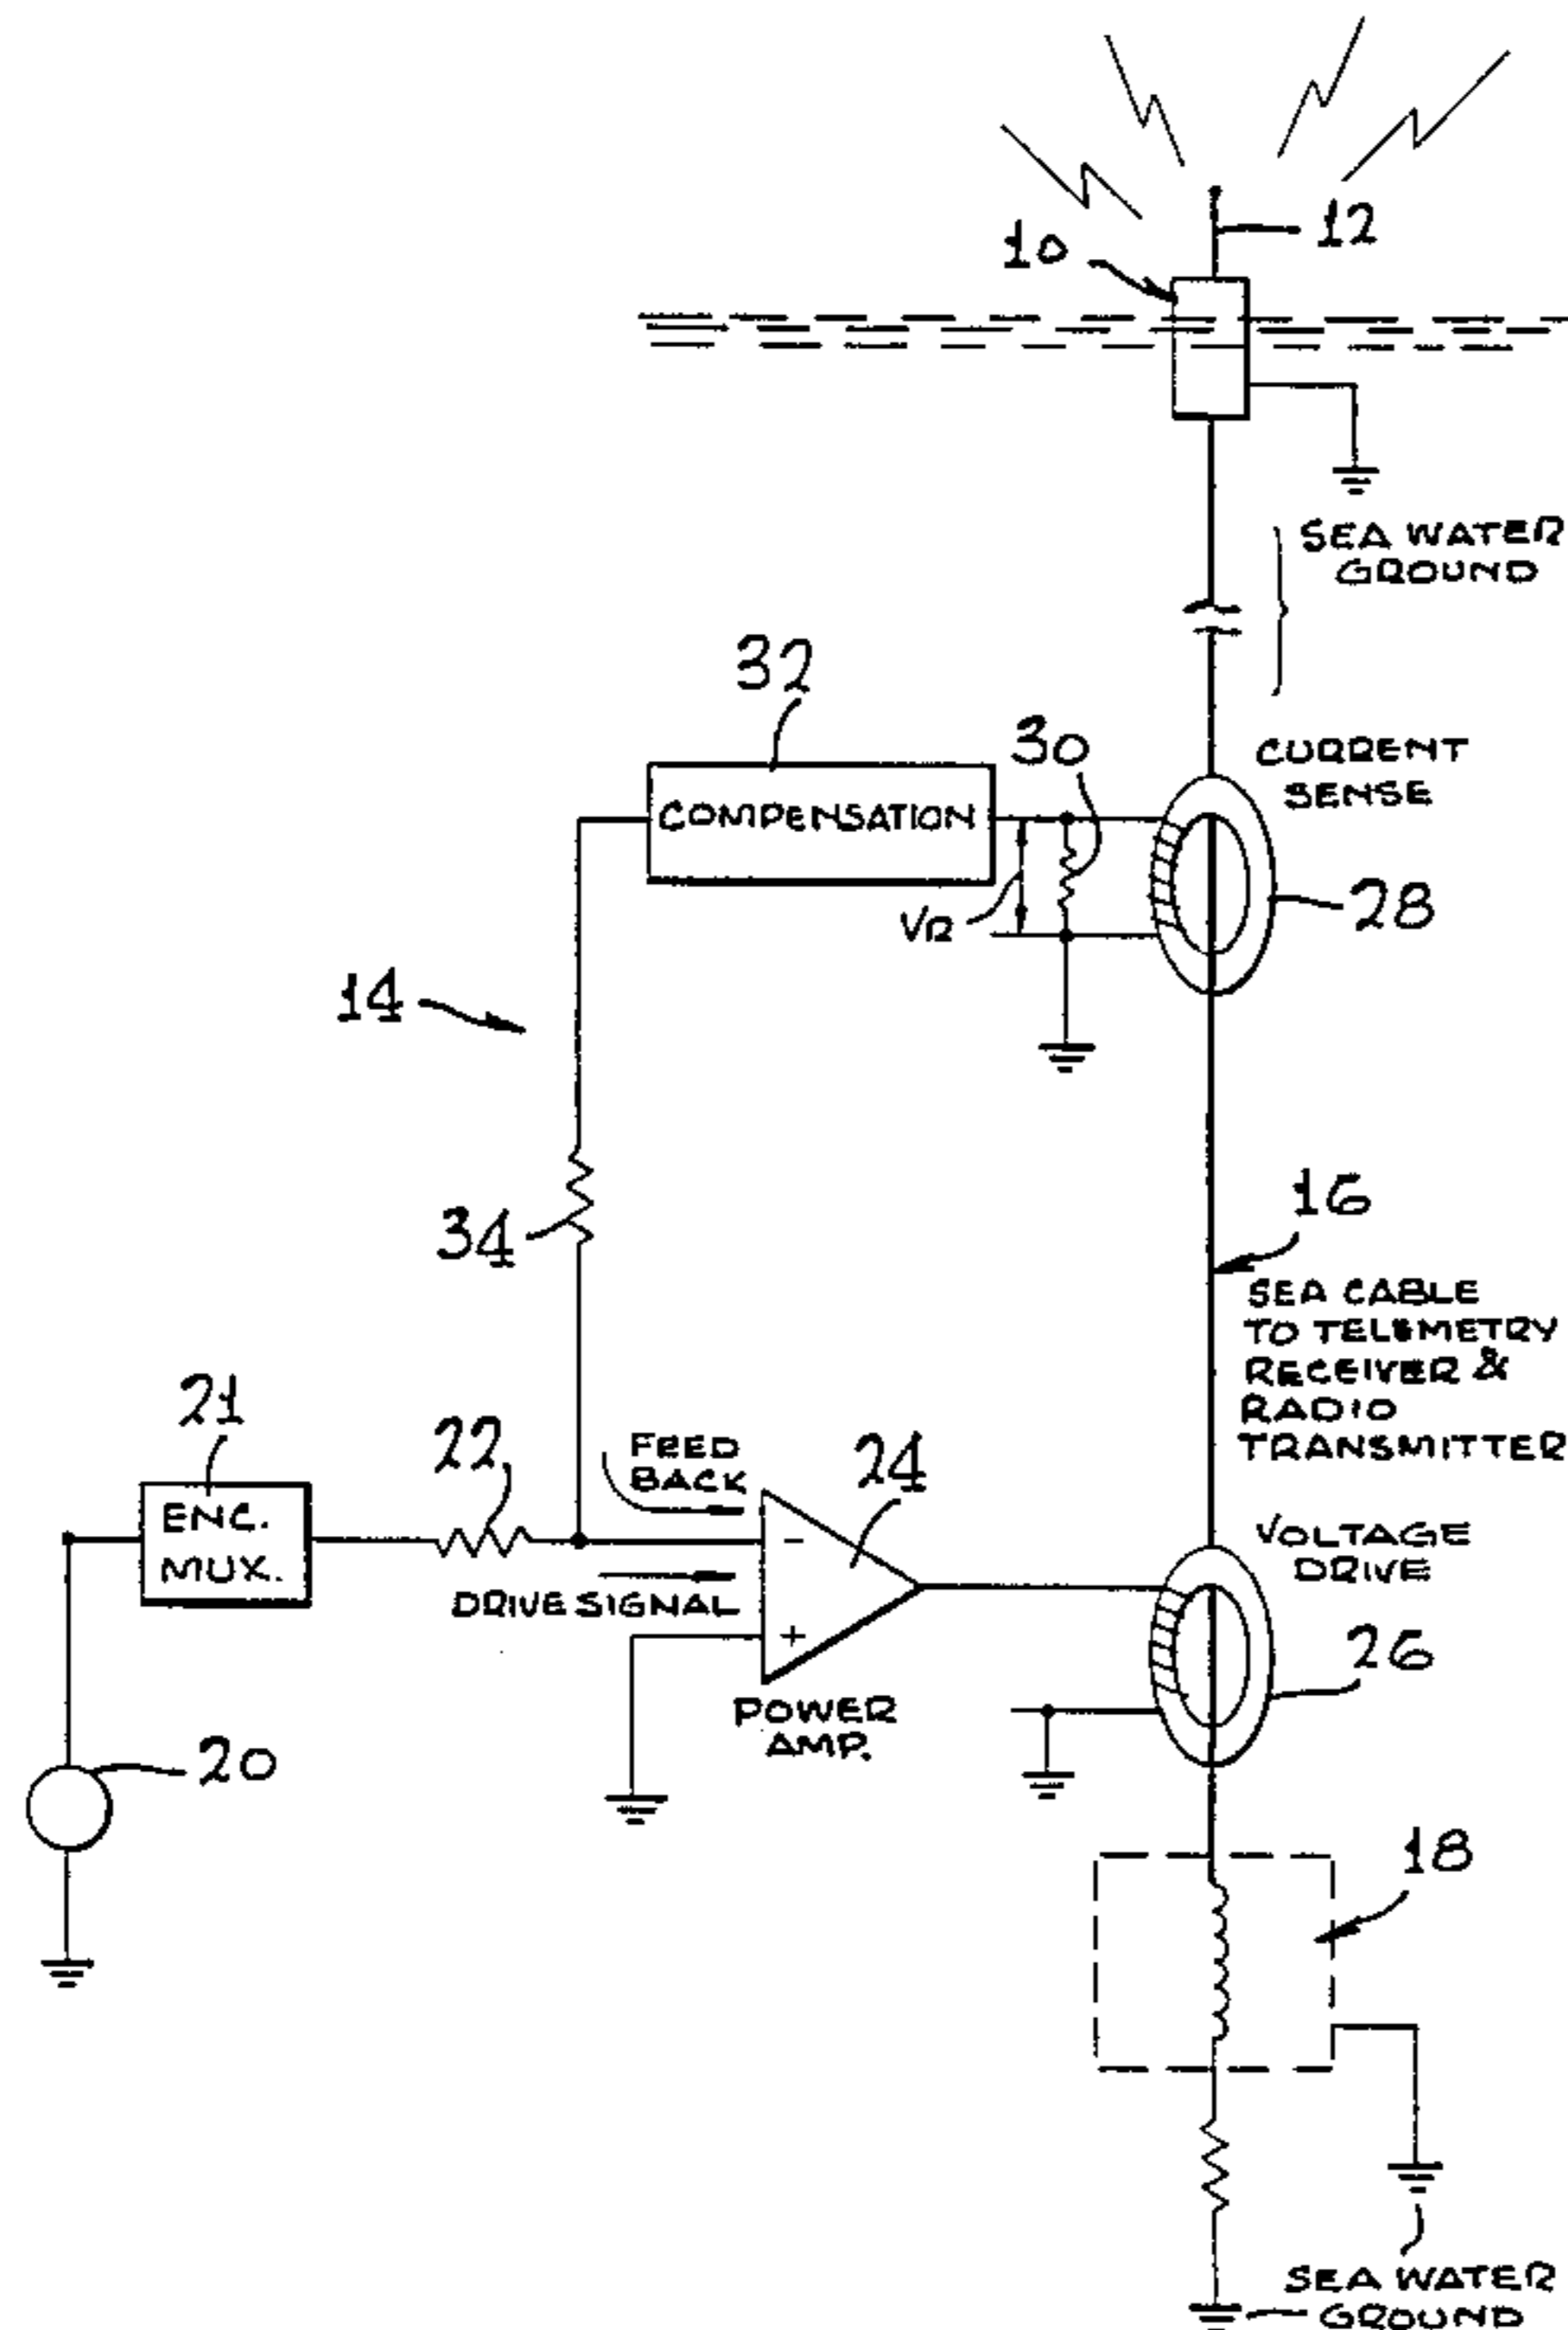 12
10
SEA WATER
GROUND
32
30
CURRENT
SENSE
COMPENSATION
VR
28
14
16
34
SEA CABLE
TO TELEMETRY
RECEIVER &
RADIO
TRANSMITTER
21
22
FEED
BACK
24
ENC.
MUX.
-
VOLTAGE
DRIVE
DRIVE SIGNAL
+
26
POWER
AMP.
20
18
SEA WATER
GROUND